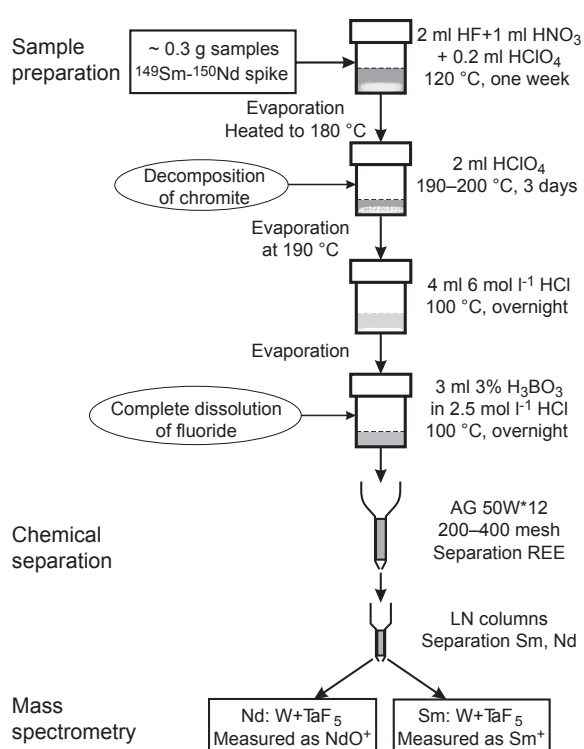 Sample
preparation
~ 0.3 g samples
¹⁴⁹Sm-¹⁵⁰Nd spike
2 ml HF+1 ml HNO₃
+ 0.2 ml HClO₄
120 °C, one week
Evaporation
Heated to 180 °C
Decomposition
of chromite
2 ml HClO₄
190–200 °C, 3 days
Evaporation
at 190 °C
4 ml 6 mol l⁻¹ HCl
100 °C, overnight
Evaporation
Complete dissolution
of fluoride
3 ml 3% H₃BO₃
in 2.5 mol l⁻¹ HCl
100 °C, overnight
Chemical
separation
AG 50W*12
200–400 mesh
Separation REE
LN columns
Separation Sm, Nd
Mass
spectrometry
Nd: W+TaF₅
Measured as NdO⁺
Sm: W+TaF₅
Measured as Sm⁺